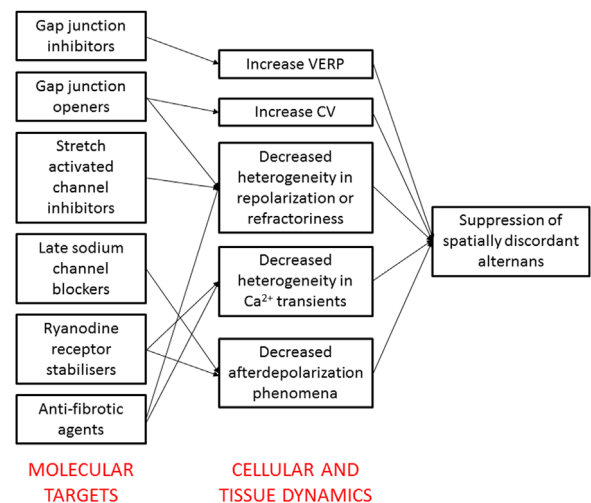 Gap junction
inhibitors
Gap junction
openers
Stretch
activated
channel
inhibitors
Late sodium
channel
blockers
Ryanodine
receptor
stabilisers
Anti-fibrotic
agents
MOLECULAR
TARGETS
Increase VERP
Increase CV
Decreased
heterogeneity in
repolarization or
refractoriness
Decreased
heterogeneity in
Ca²⁺ transients
Decreased
afterdepolarization
phenomena
CELLULAR AND
TISSUE DYNAMICS
Suppression of
spatially discordant
alternans